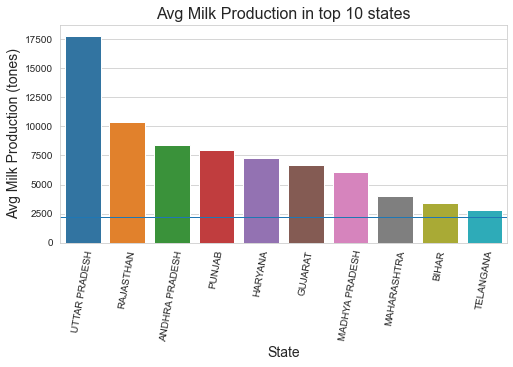 Avg Milk Production in top 10 states
Avg Milk Production (tones)
17500
15000
12500
10000
7500
5000
2500
0
UTTAR PRADESH
RAJASTHAN
ANDHRA PRADESH
PUNJAB
HARYANA
GUJARAT
MADHYA PRADESH
MAHARASHTRA
BIHAR
TELANGANA
State